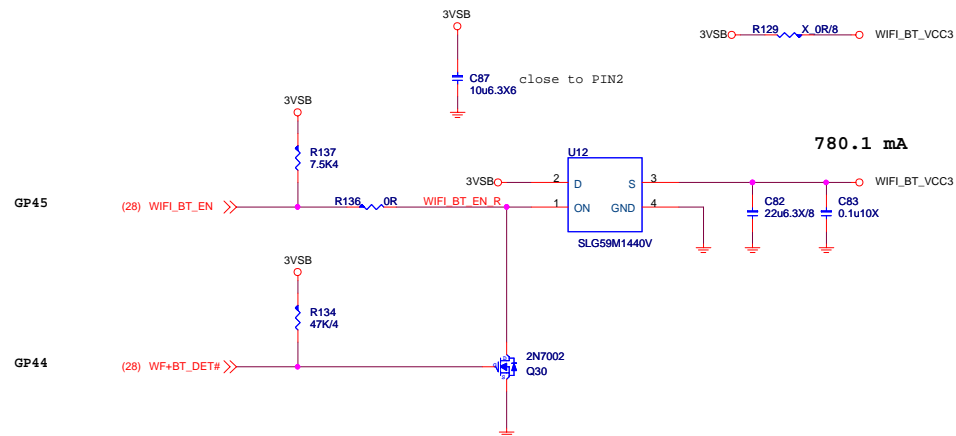 3VSB
R129 X_0R/8
3VSB WIFI_BT_VCC3
C87
10u6.3X6
close to PIN2
3VSB
R137
7.5K4
780.1 mA
U12
3VSB 2 D S 3 WIFI_BT_VCC3
GP45 (28) WIFI_BT_EN R136 0R WIFI_BT_EN_R 1 ON GND 4
C82
22u6.3X/8
C83
0.1u10X
SLG59M1440V
3VSB
R134
47K/4
GP44 (28) WF+BT_DET#
2N7002
Q30